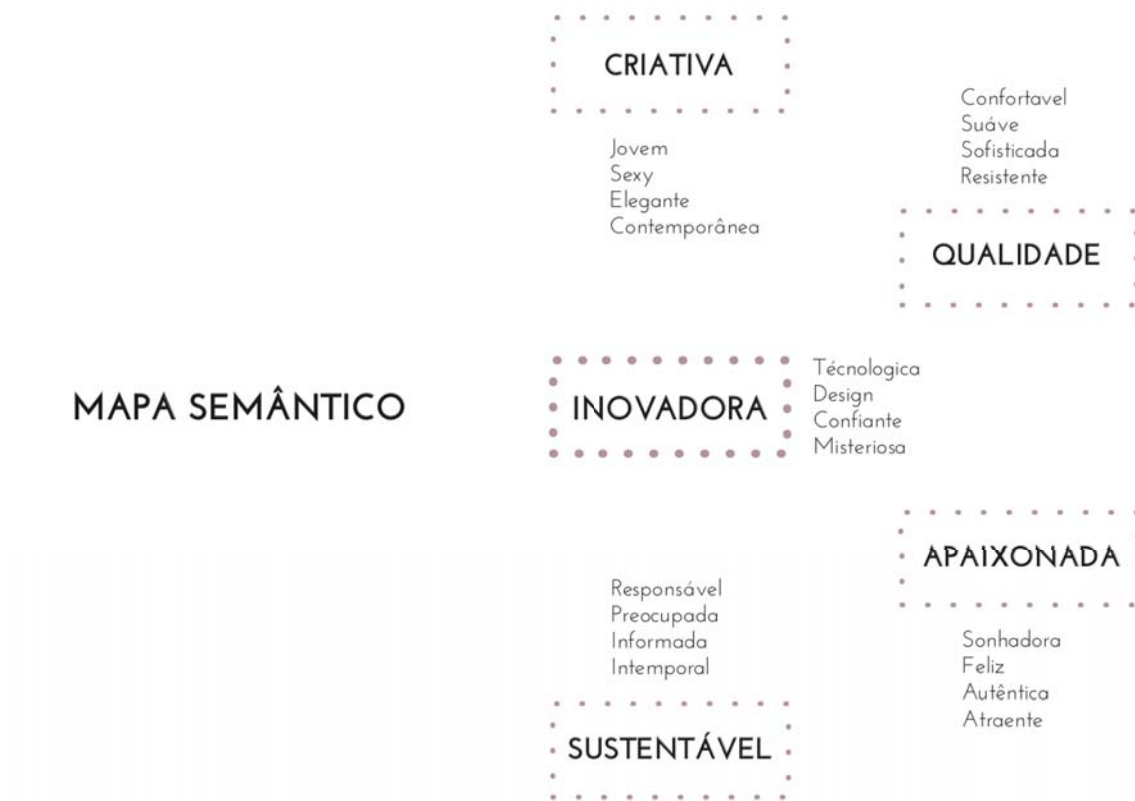 CRIATIVA
Jovem
Sexy
Elegante
Contemporânea
Confortavel
Suáve
Sofisticada
Resistente
QUALIDADE
MAPA SEMÂNTICO
INOVADORA
Técnologica
Design
Confiante
Misteriosa
APAIXONADA
Sonhadora
Feliz
Autêntica
Atraente
Responsável
Preocupada
Informada
Intemporal
SUSTENTÁVEL